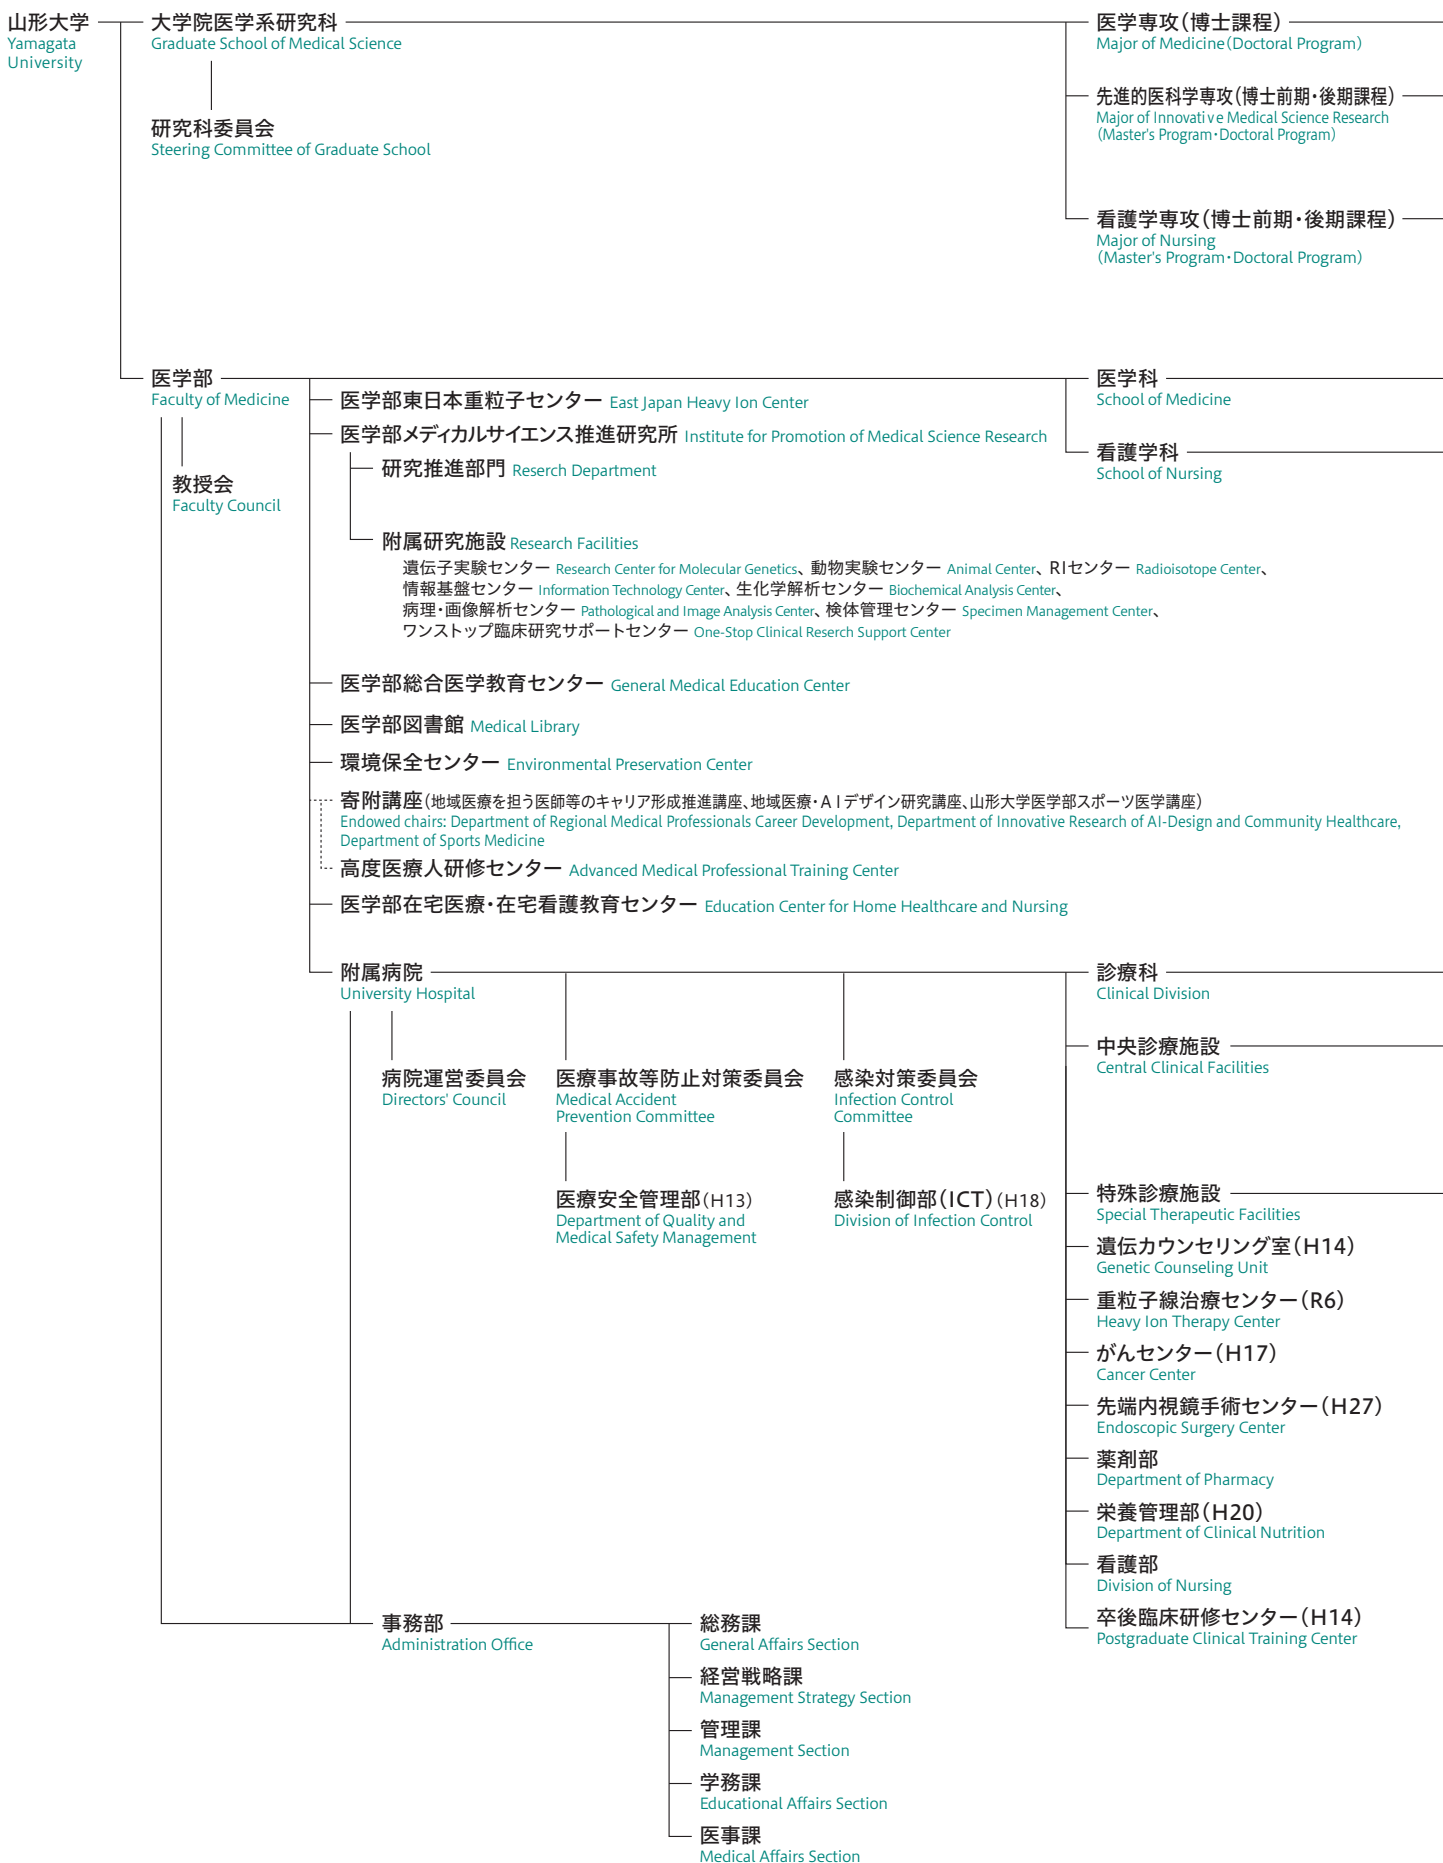 山形大学
Yamagata
University
大学院医学系研究科
Graduate School of Medical Science
研究科委員会
Steering Committee of Graduate School
医学専攻(博士課程)
Major of Medicine(Doctoral Program)
先進的医科学専攻(博士前期・後期課程)
Major of Innovative Medical Science Research
(Master's Program・Doctoral Program)
看護学専攻(博士前期・後期課程)
Major of Nursing
(Master's Program・Doctoral Program)
医学部
Faculty of Medicine
教授会
Faculty Council
医学科
School of Medicine
看護学科
School of Nursing
医学部東日本重粒子センター East Japan Heavy Ion Center
医学部メディカルサイエンス推進研究所 Institute for Promotion of Medical Science Research
研究推進部門 Reserch Department
附属研究施設 Research Facilities
遺伝子実験センター Research Center for Molecular Genetics、動物実験センター Animal Center、RIセンター Radioisotope Center、
情報基盤センター Information Technology Center、生化学解析センター Biochemical Analysis Center、
病理・画像解析センター Pathological and Image Analysis Center、検体管理センター Specimen Management Center、
ワンストップ臨床研究サポートセンター One-Stop Clinical Reserch Support Center
医学部総合医学教育センター General Medical Education Center
医学部図書館 Medical Library
環境保全センター Environmental Preservation Center
寄附講座(地域医療を担う医師等のキャリア形成推進講座、地域医療・AIデザイン研究講座、山形大学医学部スポーツ医学講座)
Endowed chairs: Department of Regional Medical Professionals Career Development, Department of Innovative Research of AI-Design and Community Healthcare,
Department of Sports Medicine
高度医療人研修センター Advanced Medical Professional Training Center
医学部在宅医療・在宅看護教育センター Education Center for Home Healthcare and Nursing
附属病院
University Hospital
病院運営委員会
Directors' Council
医療事故等防止対策委員会
Medical Accident
Prevention Committee
医療安全管理部(H13)
Department of Quality and
Medical Safety Management
感染対策委員会
Infection Control
Committee
感染制御部(ICT)(H18)
Division of Infection Control
診療科
Clinical Division
中央診療施設
Central Clinical Facilities
特殊診療施設
Special Therapeutic Facilities
遺伝カウンセリング室(H14)
Genetic Counseling Unit
重粒子線治療センター(R6)
Heavy Ion Therapy Center
がんセンター(H17)
Cancer Center
先端内視鏡手術センター(H27)
Endoscopic Surgery Center
薬剤部
Department of Pharmacy
栄養管理部(H20)
Department of Clinical Nutrition
看護部
Division of Nursing
卒後臨床研修センター(H14)
Postgraduate Clinical Training Center
事務部
Administration Office
総務課
General Affairs Section
経営戦略課
Management Strategy Section
管理課
Management Section
学務課
Educational Affairs Section
医事課
Medical Affairs Section